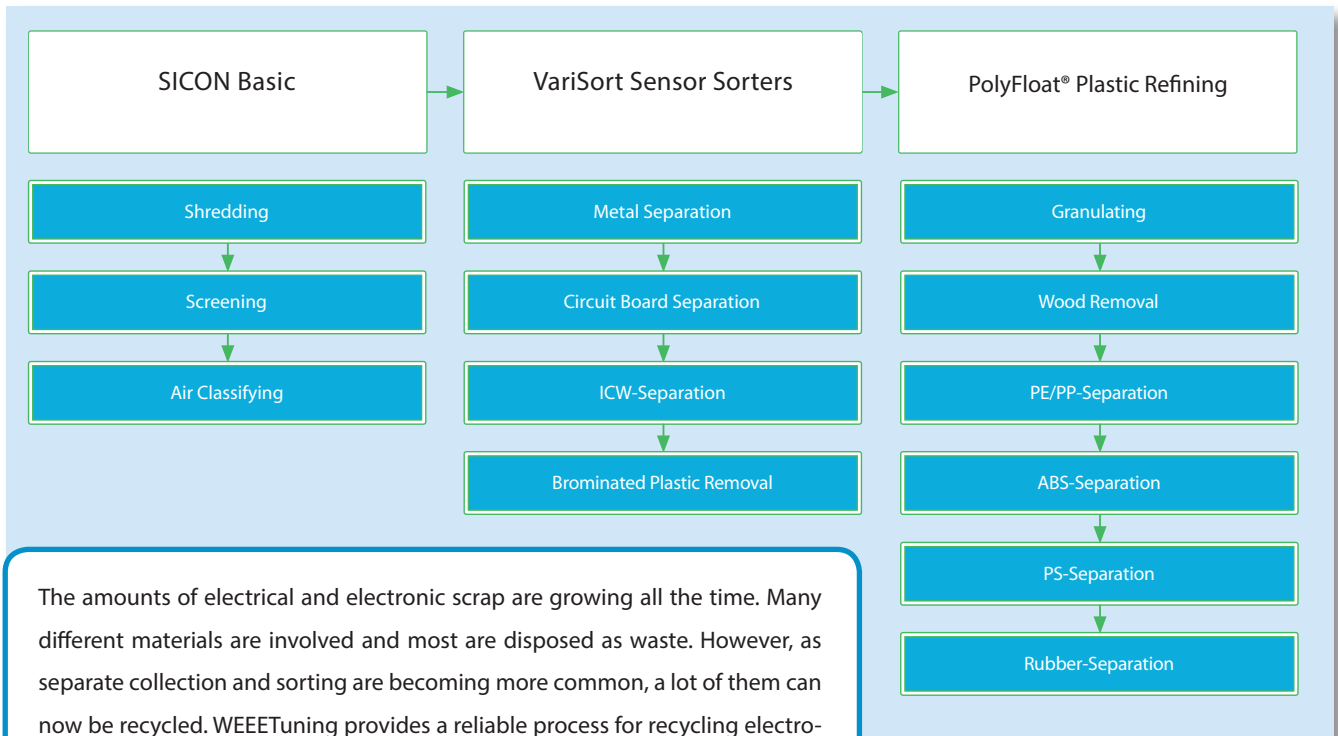 SICON Basic
VariSort Sensor Sorters
PolyFloat® Plastic Refining
Shredding
Screening
Air Classifying
Metal Separation
Circuit Board Separation
ICW-Separation
Brominated Plastic Removal
Granulating
Wood Removal
PE/PP-Separation
ABS-Separation
PS-Separation
Rubber-Separation
The amounts of electrical and electronic scrap are growing all the time. Many
different materials are involved and most are disposed as waste. However, as
separate collection and sorting are becoming more common, a lot of them can
now be recycled. WEEETuning provides a reliable process for recycling electro-